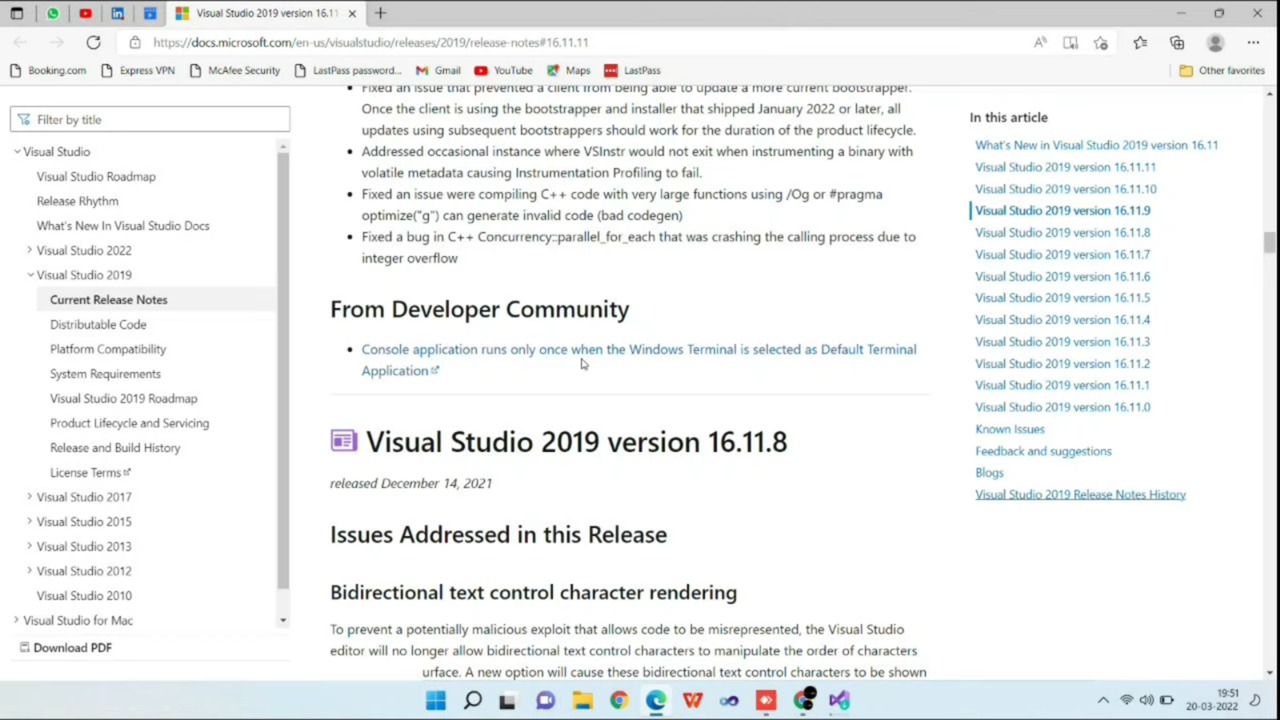 Visual Studio 2019 version 16.11
https://docs.microsoft.com/en-us/visualstudio/releases/2019/release-notes#16.11.11
Booking.com
Express VPN
McAfee Security
LastPass password...
Gmail
YouTube
Maps
LastPass
Other favorites
Filter by title
Visual Studio
Visual Studio Roadmap
Release Rhythm
What's New In Visual Studio Docs
Visual Studio 2022
Visual Studio 2019
Current Release Notes
Distributable Code
Platform Compatibility
System Requirements
Visual Studio 2019 Roadmap
Product Lifecycle and Servicing
Release and Build History
License Terms
Visual Studio 2017
Visual Studio 2015
Visual Studio 2013
Visual Studio 2012
Visual Studio 2010
Visual Studio for Mac
Download PDF
Fixed an issue that prevented a client from being able to update a more current bootstrapper.
Once the client is using the bootstrapper and installer that shipped January 2022 or later, all
updates using subsequent bootstrappers should work for the duration of the product lifecycle.
Addressed occasional instance where VSInstr would not exit when instrumenting a binary with
volatile metadata causing Instrumentation Profiling to fail.
Fixed an issue were compiling C++ code with very large functions using /Og or #pragma
optimize("g") can generate invalid code (bad codegen)
Fixed a bug in C++ Concurrency::parallel_for_each that was crashing the calling process due to
integer overflow
From Developer Community
Console application runs only once when the Windows Terminal is selected as Default Terminal
Application
Visual Studio 2019 version 16.11.8
released December 14, 2021
Issues Addressed in this Release
Bidirectional text control character rendering
To prevent a potentially malicious exploit that allows code to be misrepresented, the Visual Studio
editor will no longer allow bidirectional text control characters to manipulate the order of characters
urface. A new option will cause these bidirectional text control characters to be shown
In this article
What's New in Visual Studio 2019 version 16.11
Visual Studio 2019 version 16.11.11
Visual Studio 2019 version 16.11.10
Visual Studio 2019 version 16.11.9
Visual Studio 2019 version 16.11.8
Visual Studio 2019 version 16.11.7
Visual Studio 2019 version 16.11.6
Visual Studio 2019 version 16.11.5
Visual Studio 2019 version 16.11.4
Visual Studio 2019 version 16.11.3
Visual Studio 2019 version 16.11.2
Visual Studio 2019 version 16.11.1
Visual Studio 2019 version 16.11.0
Known Issues
Feedback and suggestions
Blogs
Visual Studio 2019 Release Notes History
19:51
20-03-2022